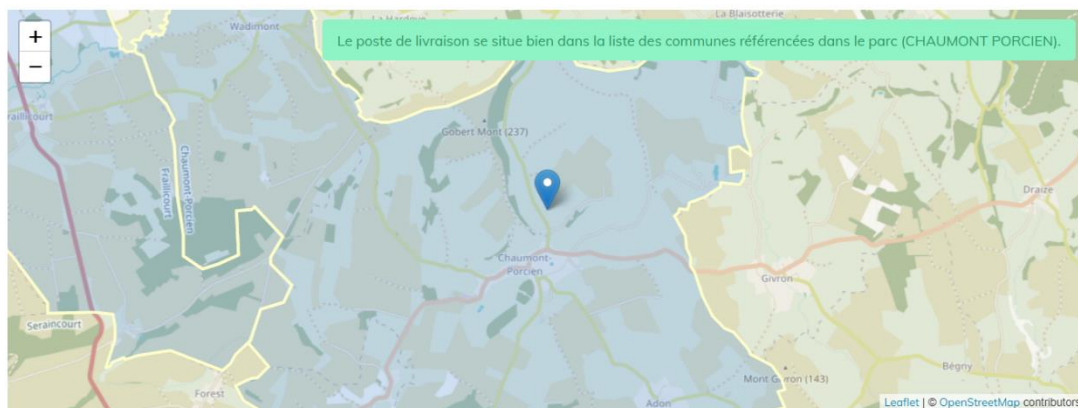 La Hardoye
La Blaisotterie
Wadimont
+
−
Le poste de livraison se situe bien dans la liste des communes référencées dans le parc (CHAUMONT PORCIEN).
Fraillicourt
Gobert Mont (237)
Chaumont-Porcien
Fraillicourt
Draize
Chaumont-
Porcien
Givron
Seraincourt
Bégny
Mont Givron (143)
Forest
Adon
Leaflet | © OpenStreetMap contributors